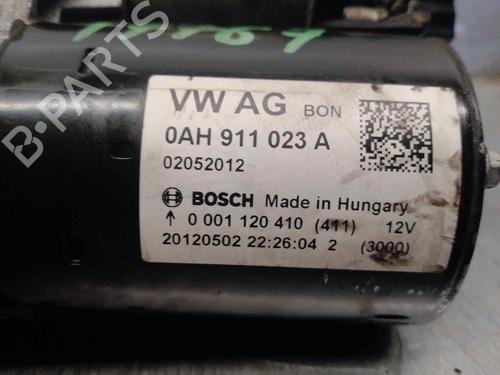 VW AG BON
0AH 911 023 A
02052012
BOSCH Made in Hungary
↑ 0 001 120 410 (411) 12V
20120502 22:26:04 2 (3000)